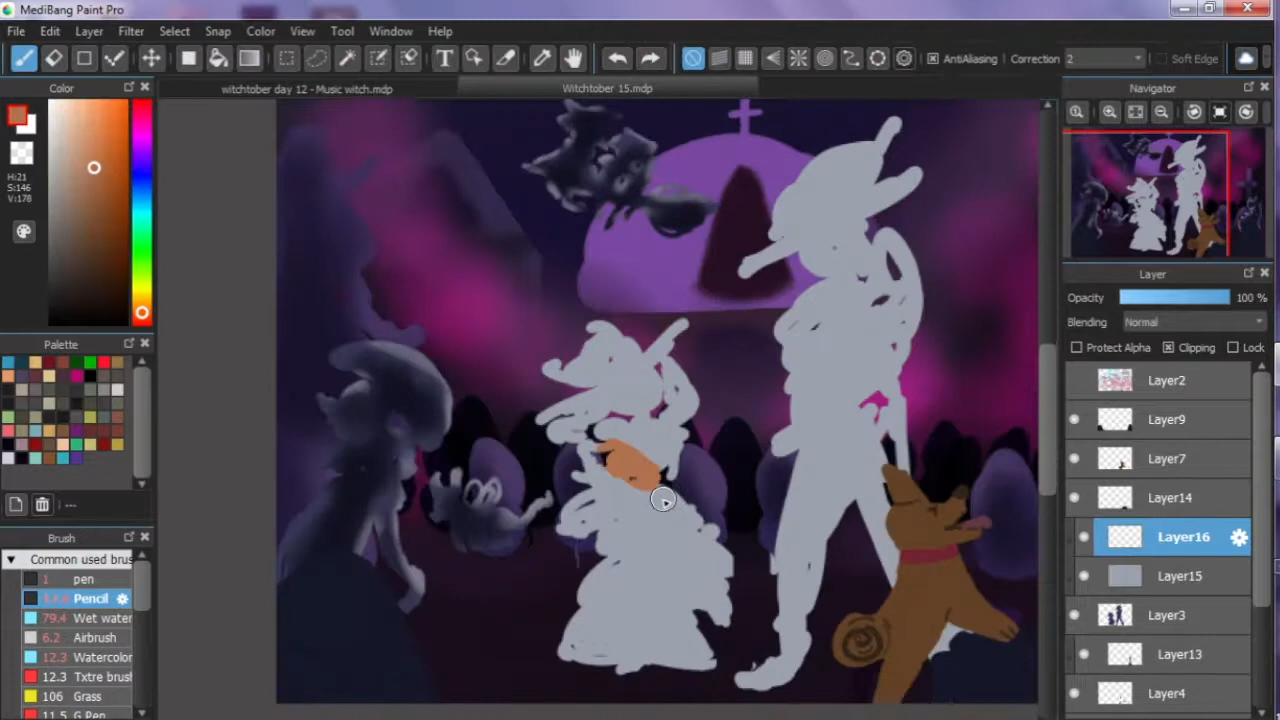 MediBang Paint Pro
File Edit Layer Filter Select Snap Color View Tool Window Help
AntiAliasing Correction 2 Soft Edge
Color
witchtober day 12 - Music witch.mdp
Witchtober 15.mdp
Navigator
H:21
S:146
V:178
Layer
Opacity 100 %
Blending Normal
Protect Alpha Clipping Lock
Palette
Layer2
Layer9
Layer7
Layer14
Layer16
Layer15
Layer3
Layer13
Layer4
---
Brush
Common used brus
1 pen
Pencil
79.4 Wet water
6.2 Airbrush
12.3 Watercolor
12.3 Txtre brus
106 Grass
11.5 G Pen